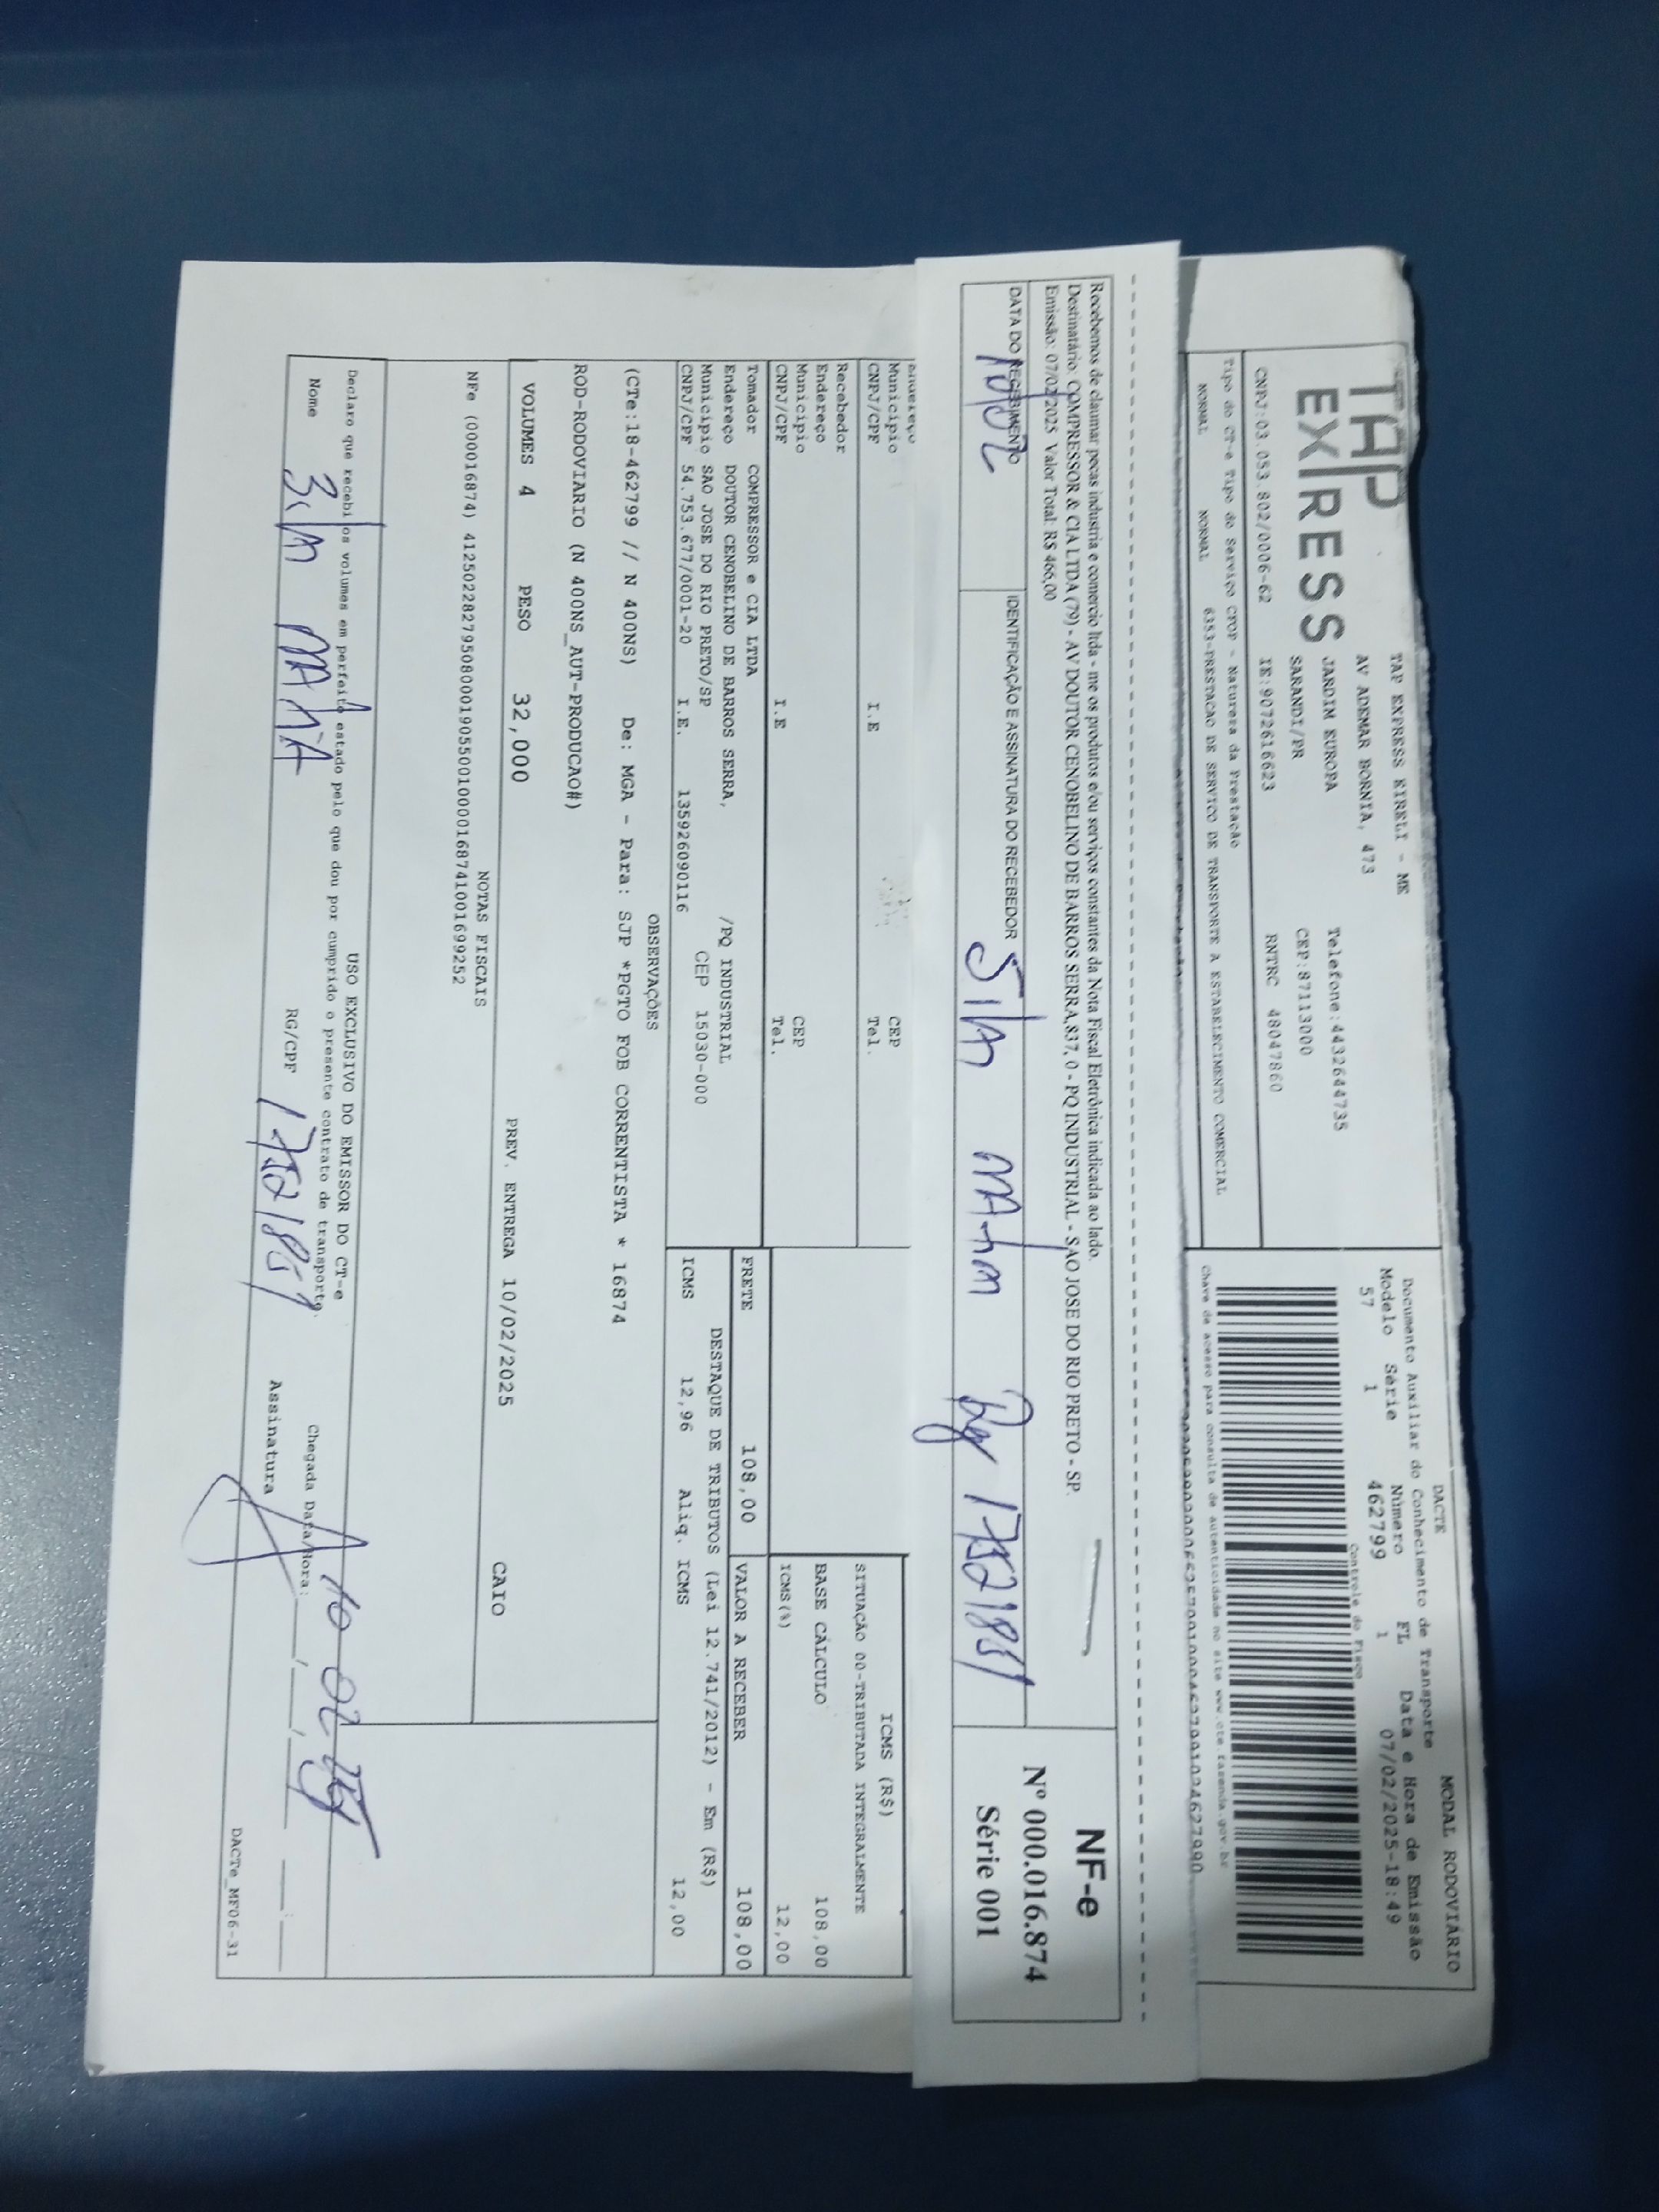 TAP
EXPRESS
TAP EXPRESS EIRELI - ME
AV ADEMAR BORNIA, 473
JARDIM EUROPA
Telefone:4432644735
SARANDI/PR
CEP:87113000
CNPJ:03.053.802/0006-62
IE:9072616623
RNTRC 48047860
Tipo do CT-e Tipo do Serviço CFOP - Natureza da Prestação
NORMAL NORMAL 6353-PRESTACAO DE SERVICO DE TRANSPORTE A ESTABELECIMENTO COMERCIAL
DACTE
MODAL RODOVIÁRIO
Documento Auxiliar do Conhecimento de Transporte
Modelo Série Número FL Data e Hora de Emissão
57 1 462799 1 07/02/2025-18:49
Controle do Fisco
Chave de acesso para consulta de autenticidade no site www.cte.fazenda.gov.br
Recebemos de claumar pecas industria e comercio ltda - me os produtos e/ou serviços constantes da Nota Fiscal Eletrônica indicada ao lado.
Destinatário: COMPRESSOR & CIA LTDA (79) - AV DOUTOR CENOBELINO DE BARROS SERRA,837, 0 - PQ INDUSTRIAL - SAO JOSE DO RIO PRETO - SP.
Emissão: 07/02/2025 Valor Total: R$ 466,00
DATA DO RECEBIMENTO
IDENTIFICAÇÃO E ASSINATURA DO RECEBEDOR
NF-e
Nº 000.016.874
Série 001
Município
CEP
CNPJ/CPF
I.E
Tel.
Recebedor
Endereço
Município
CEP
CNPJ/CPF
I.E
Tel.
ICMS (R$)
SITUAÇÃO 00-TRIBUTADA INTEGRALMENTE
BASE CÁLCULO 108,00
ICMS(%) 12,00
Tomador COMPRESSOR e CIA LTDA
Endereço DOUTOR CENOBELINO DE BARROS SERRA, /PQ INDUSTRIAL
Município SAO JOSE DO RIO PRETO/SP CEP 15030-000
CNPJ/CPF 54.753.677/0001-20 I.E. 135926090116
FRETE 108,00
VALOR A RECEBER 108,00
DESTAQUE DE TRIBUTOS (Lei 12.741/2012) - Em (R$)
ICMS 12,96 Aliq. ICMS 12,00
OBSERVAÇÕES
(CTe:18-462799 // N 400NS) De: MGA - Para: SJP *PGTO FOB CORRENTISTA * 16874
ROD-RODOVIARIO (N 400NS_AUT-PRODUCAO#)
VOLUMES 4 PESO 32,000 PREV. ENTREGA 10/02/2025 CAIO
NOTAS FISCAIS
NFe (00016874) 41250228279508000190550010000168741001699252
USO EXCLUSIVO DO EMISSOR DO CT-e
Declaro que recebi os volumes em perfeito estado pelo que dou por cumprido o presente contrato de transporte.
Nome
RG/CPF
Assinatura
Chegada Data/Hora:
DACTe_MF06-31